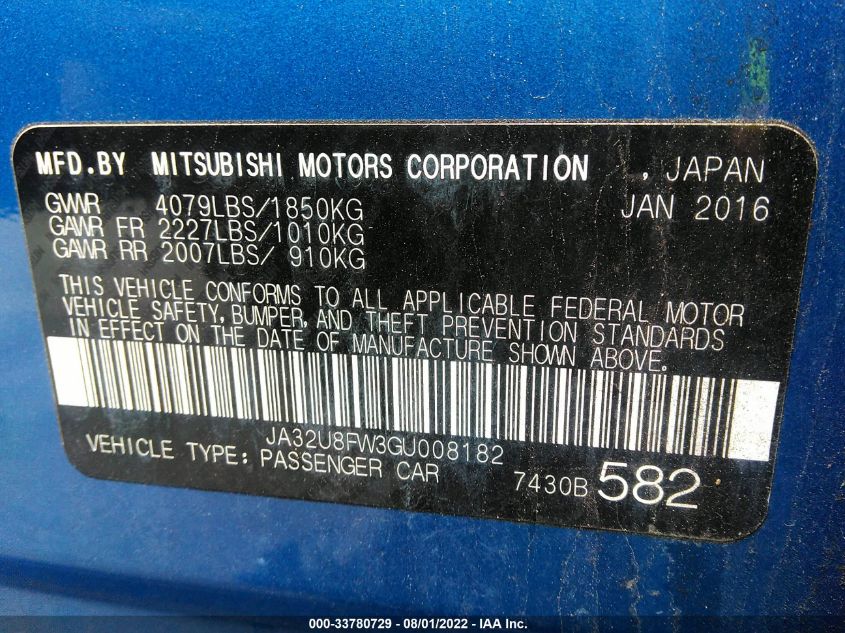 MFD.BY MITSUBISHI MOTORS CORPORATION , JAPAN
GVWR 4079LBS/1850KG JAN 2016
GAWR FR 2227LBS/1010KG
GAWR RR 2007LBS/ 910KG
THIS VEHICLE CONFORMS TO ALL APPLICABLE FEDERAL MOTOR
VEHICLE SAFETY, BUMPER, AND THEFT PREVENTION STANDARDS
IN EFFECT ON THE DATE OF MANUFACTURE SHOWN ABOVE.
JA32U8FW3GU008182
VEHICLE TYPE: PASSENGER CAR 7430B 582
000-33780729 - 08/01/2022 - IAA Inc.